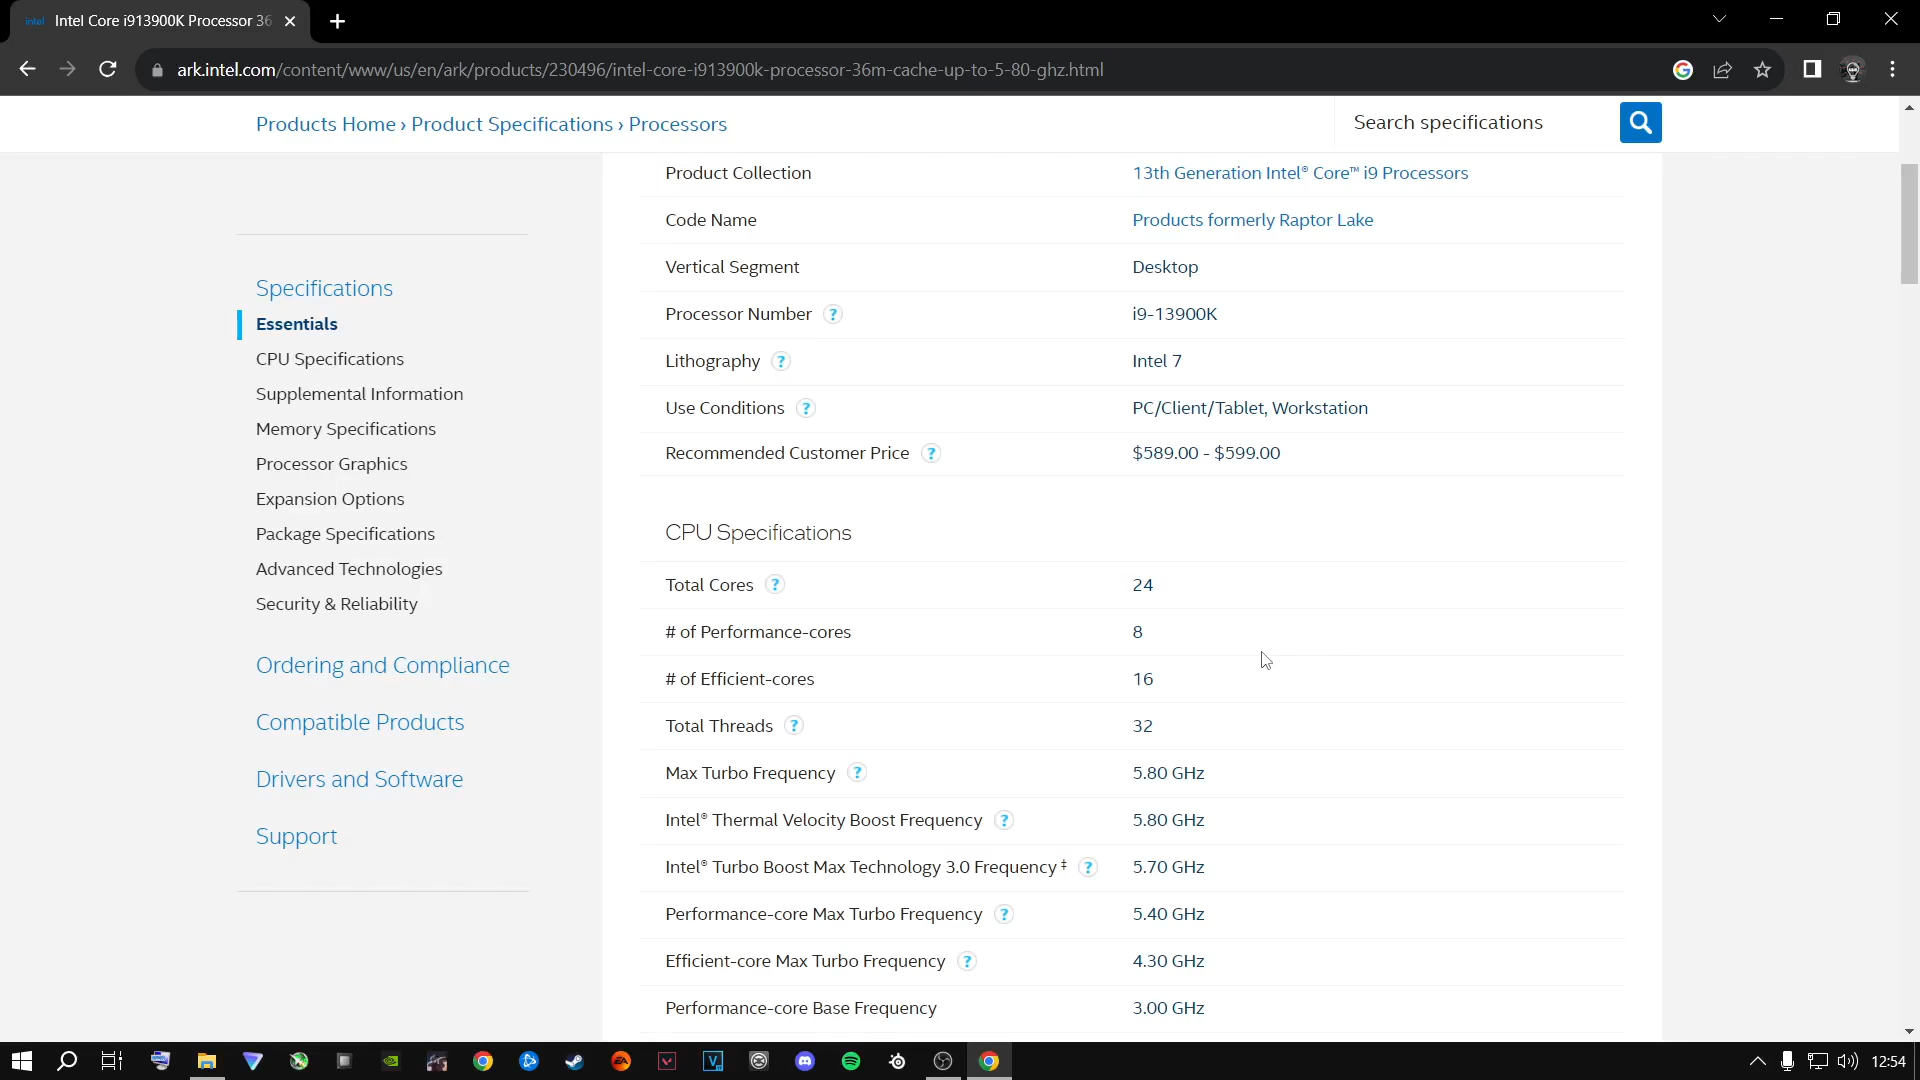 intel Intel Core i913900K Processor 36
ark.intel.com/content/www/us/en/ark/products/230496/intel-core-i913900k-processor-36m-cache-up-to-5-80-ghz.html
Products Home › Product Specifications › Processors
Search specifications
Specifications
Essentials
CPU Specifications
Supplemental Information
Memory Specifications
Processor Graphics
Expansion Options
Package Specifications
Advanced Technologies
Security & Reliability
Ordering and Compliance
Compatible Products
Drivers and Software
Support
Product Collection 13th Generation Intel® Core™ i9 Processors
Code Name Products formerly Raptor Lake
Vertical Segment Desktop
Processor Number ? i9-13900K
Lithography ? Intel 7
Use Conditions ? PC/Client/Tablet, Workstation
Recommended Customer Price ? $589.00 - $599.00
CPU Specifications
Total Cores ? 24
# of Performance-cores 8
# of Efficient-cores 16
Total Threads ? 32
Max Turbo Frequency ? 5.80 GHz
Intel® Thermal Velocity Boost Frequency ? 5.80 GHz
Intel® Turbo Boost Max Technology 3.0 Frequency ‡ ? 5.70 GHz
Performance-core Max Turbo Frequency ? 5.40 GHz
Efficient-core Max Turbo Frequency ? 4.30 GHz
Performance-core Base Frequency 3.00 GHz
12:54